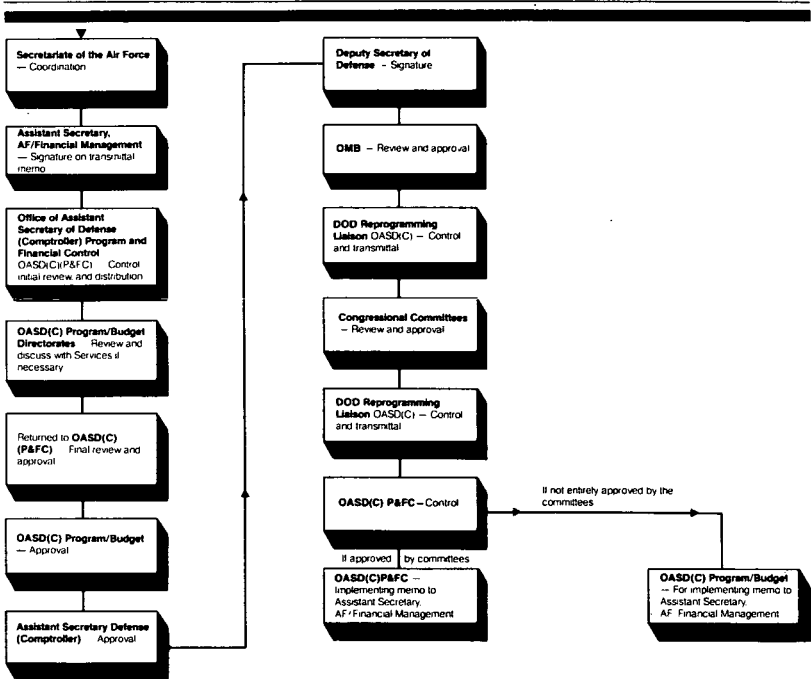 Secretariate of the Air Force
— Coordination
Assistant Secretary,
AF/Financial Management
— Signature on transmittal
memo
Office of Assistant
Secretary of Defense
(Comptroller) Program and
Financial Control
OASD(C)(P&FC) Control
initial review, and distribution
OASD(C) Program/Budget
Directorates Review and
discuss with Services if
necessary
Returned to OASD(C)
(P&FC) Final review and
approval
OASD(C) Program/Budget
— Approval
Assistant Secretary Defense
(Comptroller) Approval
Deputy Secretary of
Defense – Signature
OMB – Review and approval
DOD Reprogramming
Liaison OASD(C) – Control
and transmittal
Congressional Committees
– Review and approval
DOD Reprogramming
Liaison OASD(C) – Control
and transmittal
OASD(C) P&FC – Control
If not entirely approved by the
committees
If approved by committees
OASD(C)P&FC –
Implementing memo to
Assistant Secretary,
AF/Financial Management
OASD(C) Program/Budget
– For implementing memo to
Assistant Secretary,
AF Financial Management